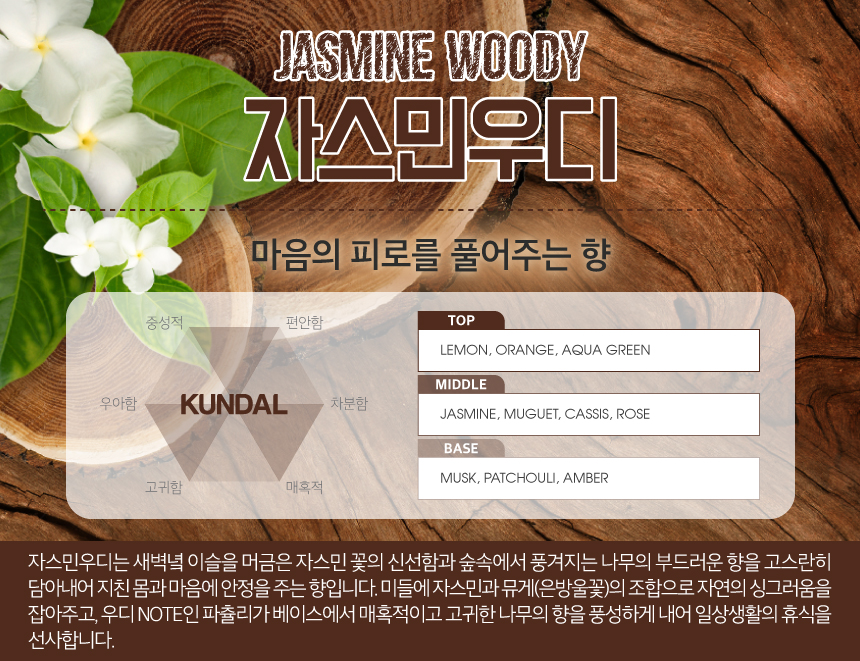 JASMINE WOODY
자스민우디
마음의 피로를 풀어주는 향
중성적
편안함
우아함
KUNDAL
차분함
고귀함
매혹적
TOP
LEMON, ORANGE, AQUA GREEN
MIDDLE
JASMINE, MUGUET, CASSIS, ROSE
BASE
MUSK, PATCHOULI, AMBER
자스민우디는 새벽녘 이슬을 머금은 자스민 꽃의 신선함과 숲속에서 풍겨지는 나무의 부드러운 향을 고스란히
담아내어 지친 몸과 마음에 안정을 주는 향입니다. 미들에 자스민과 뮤게(은방울꽃)의 조합으로 자연의 싱그러움을
잡아주고, 우디 NOTE인 파츌리가 베이스에서 매혹적이고 고귀한 나무의 향을 풍성하게 내어 일상생활의 휴식을
선사합니다.